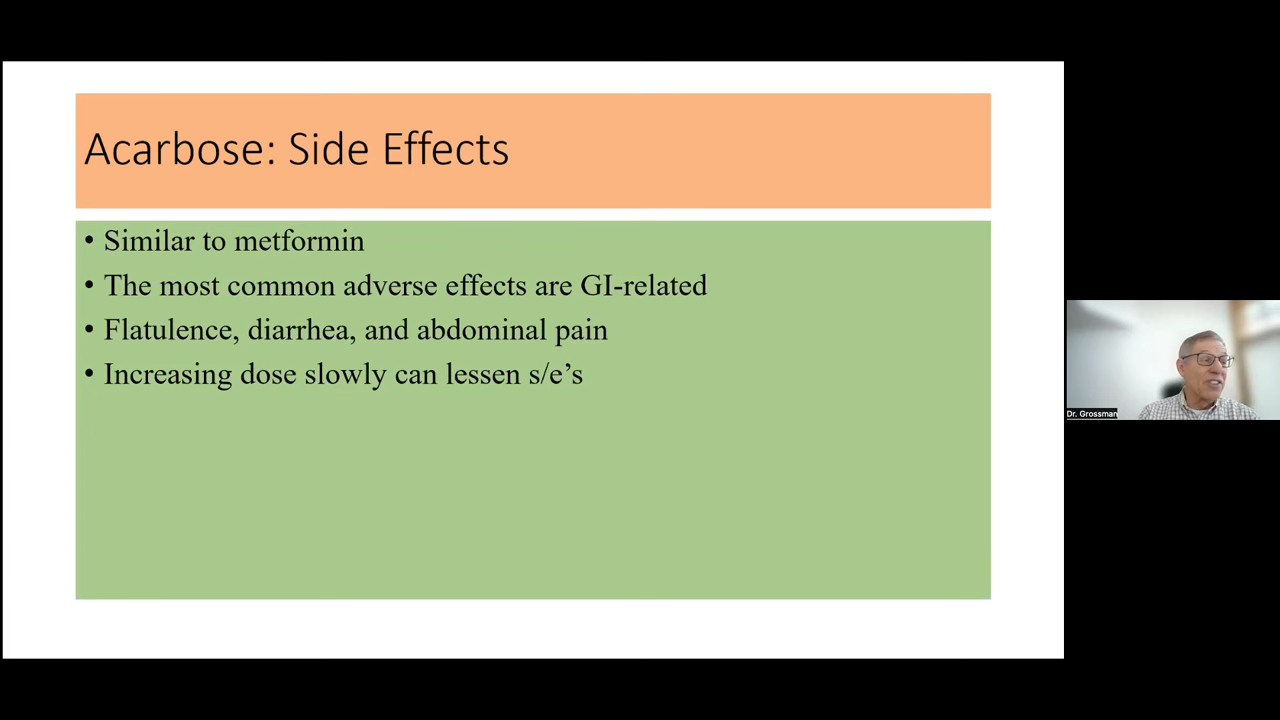 Acarbose: Side Effects
• Similar to metformin
• The most common adverse effects are GI-related
• Flatulence, diarrhea, and abdominal pain
• Increasing dose slowly can lessen s/e’s
Dr. Grossman